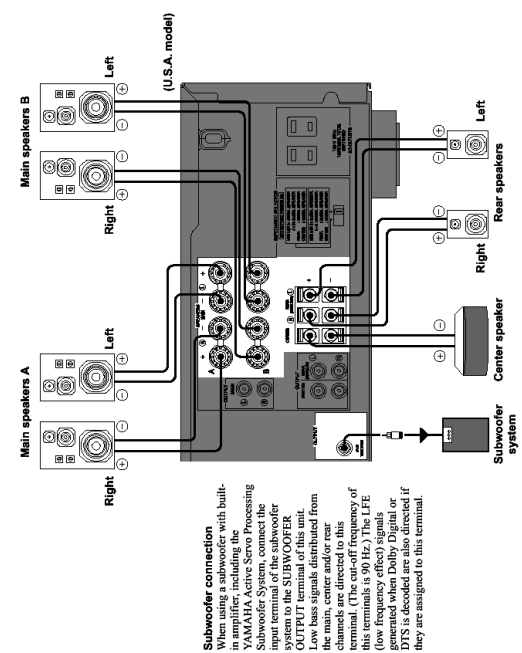 (U.S.A. model)
Main speakers B
Left
Right
Main speakers A
Left
Right
A
B
OUTPUT
OUTPUT
OUTPUT
Left
Rear speakers
Right
Center speaker
Subwoofer
system
Subwoofer connection
When using a subwoofer with built-
in amplifier, including the
YAMAHA Active Servo Processing
Subwoofer System, connect the
input terminal of the subwoofer
system to the SUBWOOFER
OUTPUT terminal of this unit.
Low bass signals distributed from
the main, center and/or rear
channels are directed to this
terminal. (The cut-off frequency of
this terminals is 90 Hz.) The LFE
(low frequency effect) signals
generated when Dolby Digital or
DTS is decoded are also directed if
they are assigned to this terminal.